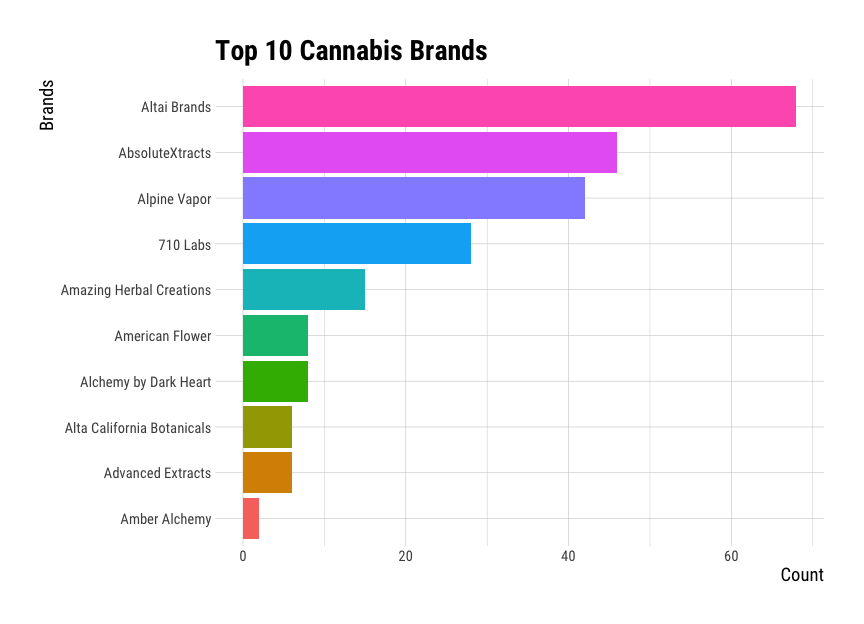 Top 10 Cannabis Brands
Brands
Altai Brands
AbsoluteXtracts
Alpine Vapor
710 Labs
Amazing Herbal Creations
American Flower
Alchemy by Dark Heart
Alta California Botanicals
Advanced Extracts
Amber Alchemy
0 20 40 60
Count